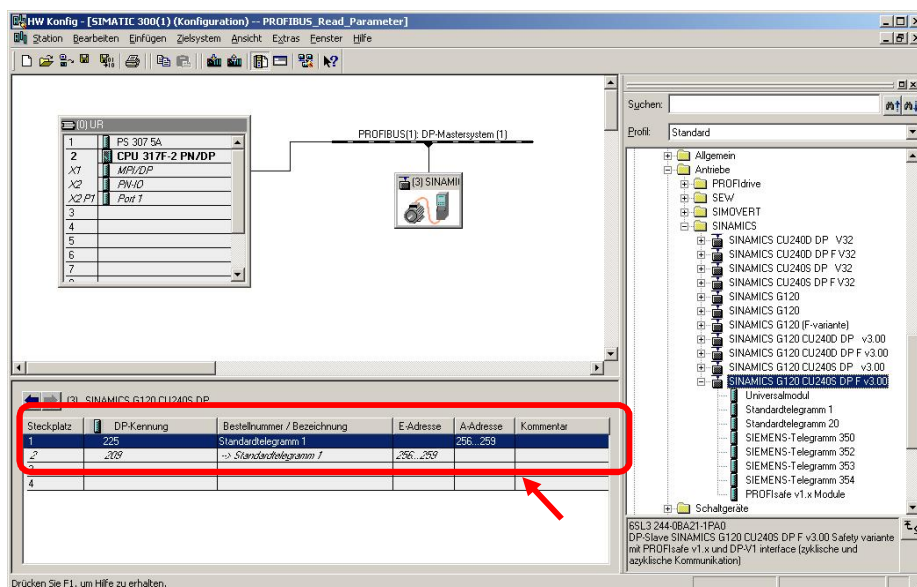 HW Konfig - [SIMATIC 300(1) (Konfiguration) -- PROFIBUS_Read_Parameter]
Station Bearbeiten Einfügen Zielsystem Ansicht Extras Fenster Hilfe
(0) UR
1 PS 307 5A
2 CPU 317F-2 PN/DP
X1 MPI/DP
X2 PN-IO
X2 P1 Port 1
3
4
5
6
7
PROFIBUS(1): DP-Mastersystem (1)
(3) SINAMI
Suchen:
Profil: Standard
Allgemein
Antriebe
PROFIdrive
SEW
SIMOVERT
SINAMICS
SINAMICS CU240D DP V32
SINAMICS CU240D DP F V32
SINAMICS CU240S DP V32
SINAMICS CU240S DP F V32
SINAMICS G120
SINAMICS G120
SINAMICS G120 (F-variante)
SINAMICS G120 CU240D DP v3.00
SINAMICS G120 CU240D DP F v3.00
SINAMICS G120 CU240S DP v3.00
SINAMICS G120 CU240S DP F v3.00
Universalmodul
Standardtelegramm 1
Standardtelegramm 20
SIEMENS-Telegramm 350
SIEMENS-Telegramm 352
SIEMENS-Telegramm 353
SIEMENS-Telegramm 354
PROFIsafe v1.x Module
Schaltgeräte
6SL3 244-0BA21-1PA0
DP-Slave SINAMICS G120 CU240S DP F v3.00 Safety variante
mit PROFIsafe v1.x und DP-V1 interface (zyklische und
azyklische Kommunikation)
(3) SINAMICS G120 CU240S DP
Steckplatz DP-Kennung Bestellnummer / Bezeichnung E-Adresse A-Adresse Kommentar
1 225 Standardtelegramm 1 256...259
2 209 --> Standardtelegramm 1 256...259
3
4
Drücken Sie F1, um Hilfe zu erhalten.